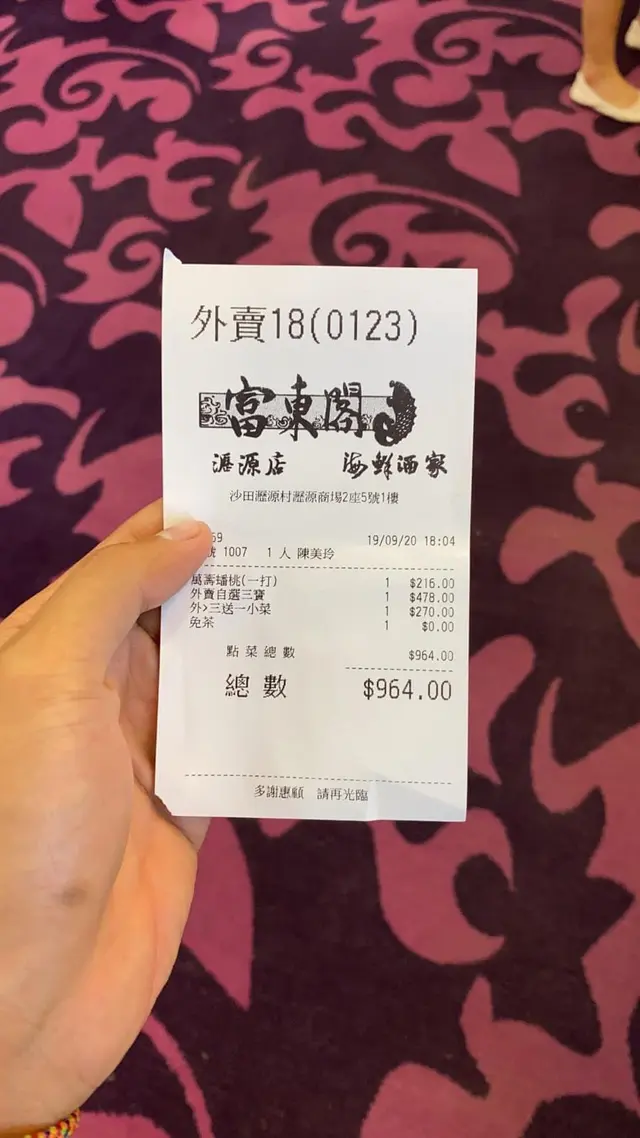 外賣18(0123)
富東閣
瀝源店 海鮮酒家
沙田瀝源村瀝源商場2座5號1樓
59 19/09/20 18:04
號 1007 1 人 陳美玲
萬壽蟠桃(一打) 1 $216.00
外賣自選三寶 1 $478.00
外>三送一小菜 1 $270.00
免茶 1 $0.00
點菜總數 $964.00
總數 $964.00
多謝惠顧 請再光臨